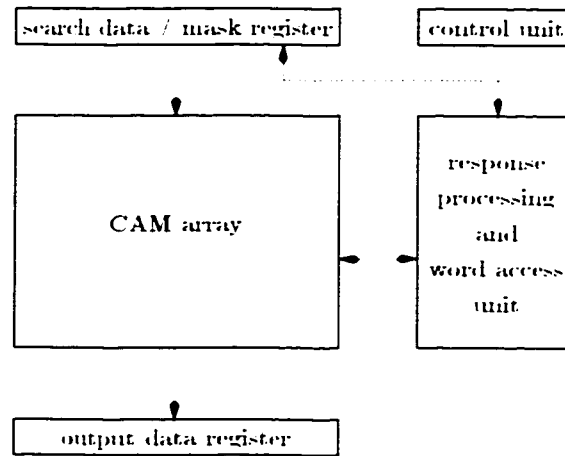 search data / mask register
control unit
CAM array
response
processing
and
word access
unit
output data register